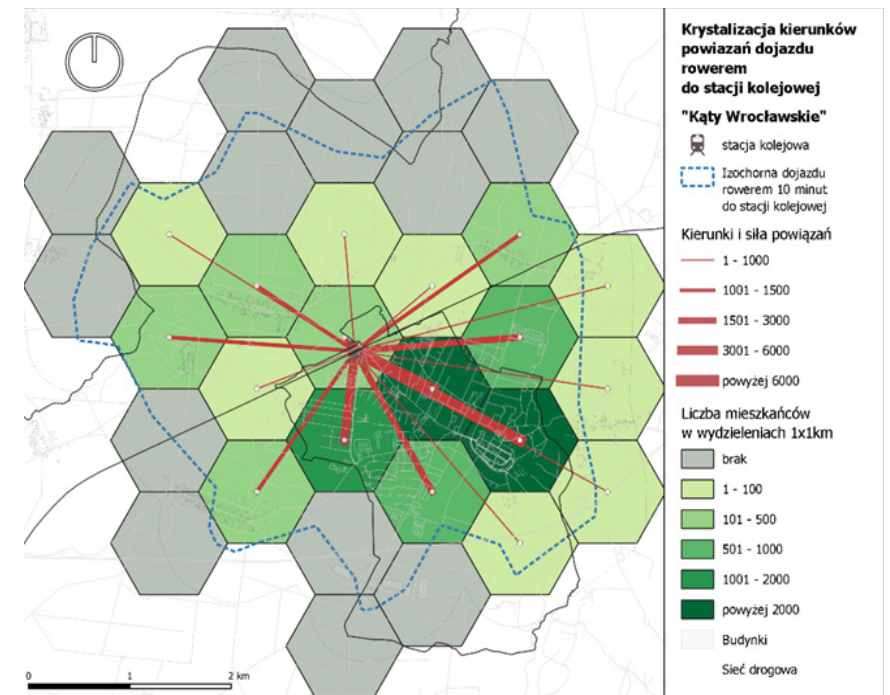 Krystalizacja kierunków
powiazań dojazdu
rowerem
do stacji kolejowej
"Kąty Wrocławskie"
stacja kolejowa
Izochorna dojazdu
rowerem 10 minut
do stacji kolejowej
Kierunki i siła powiązań
1 - 1000
1001 - 1500
1501 - 3000
3001 - 6000
powyżej 6000
Liczba mieszkańców
w wydzieleniach 1x1km
brak
1 - 100
101 - 500
501 - 1000
1001 - 2000
powyżej 2000
Budynki
Sieć drogowa
0 1 2 km